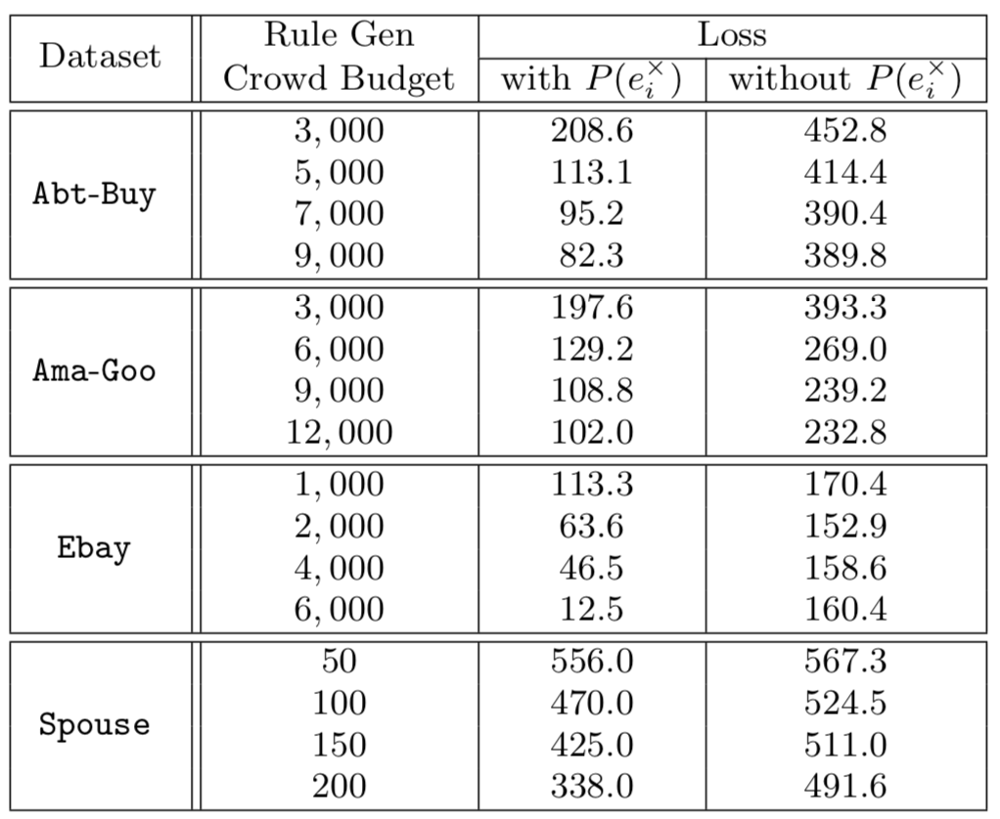 Dataset Rule Gen Crowd Budget Loss
with P(e_i^×) without P(e_i^×)
Abt-Buy
3,000 208.6 452.8
5,000 113.1 414.4
7,000 95.2 390.4
9,000 82.3 389.8
Ama-Goo
3,000 197.6 393.3
6,000 129.2 269.0
9,000 108.8 239.2
12,000 102.0 232.8
Ebay
1,000 113.3 170.4
2,000 63.6 152.9
4,000 46.5 158.6
6,000 12.5 160.4
Spouse
50 556.0 567.3
100 470.0 524.5
150 425.0 511.0
200 338.0 491.6